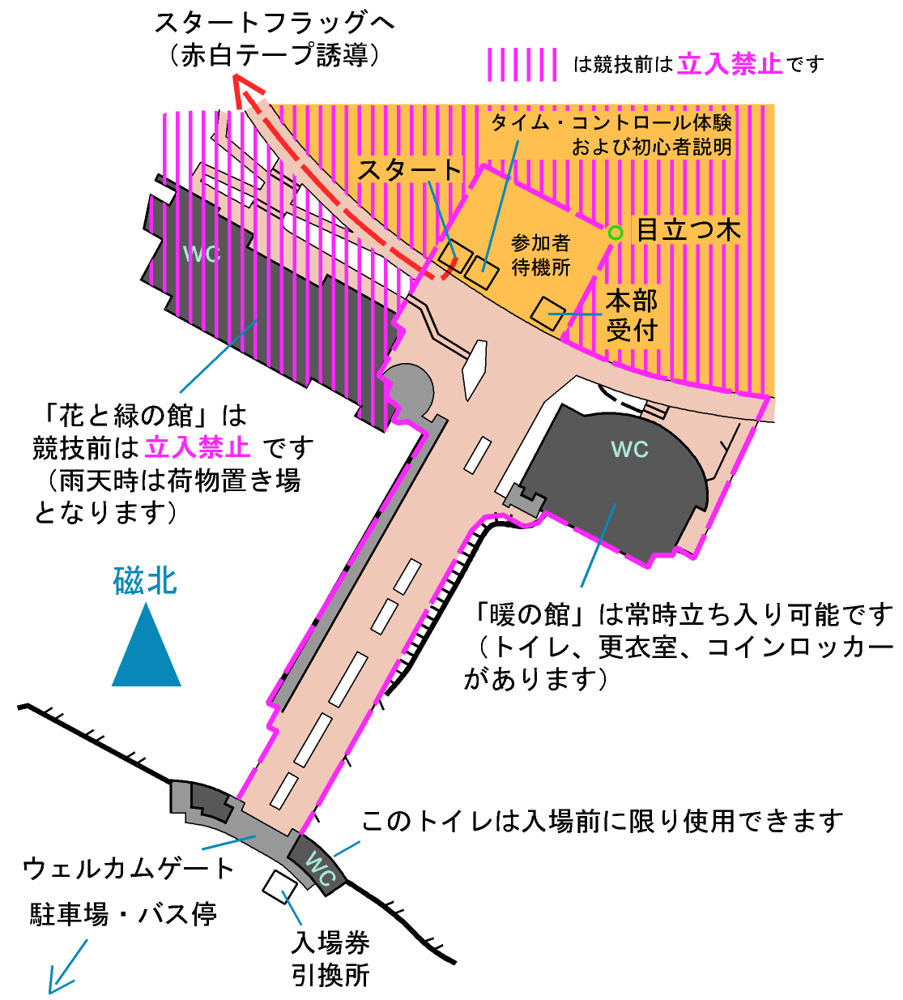 スタートフラッグへ
（赤白テープ誘導）
は競技前は立入禁止です
タイム・コントロール体験
および初心者説明
スタート
目立つ木
参加者
待機所
本部
受付
WC
「花と緑の館」は
競技前は立入禁止です
（雨天時は荷物置き場
となります）
WC
磁北
「暖の館」は常時立ち入り可能です
（トイレ、更衣室、コインロッカー
があります）
このトイレは入場前に限り使用できます
ウェルカムゲート
WC
駐車場・バス停
入場券
引換所